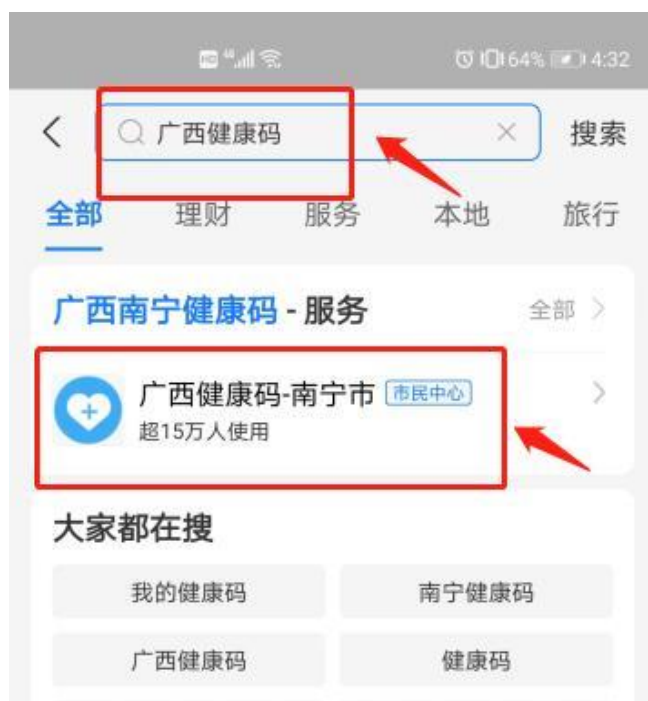 HD 4G 64% 4:32
广西健康码 搜索
全部 理财 服务 本地 旅行
广西南宁健康码 - 服务 全部
广西健康码-南宁市 市民中心
超15万人使用
大家都在搜
我的健康码 南宁健康码
广西健康码 健康码